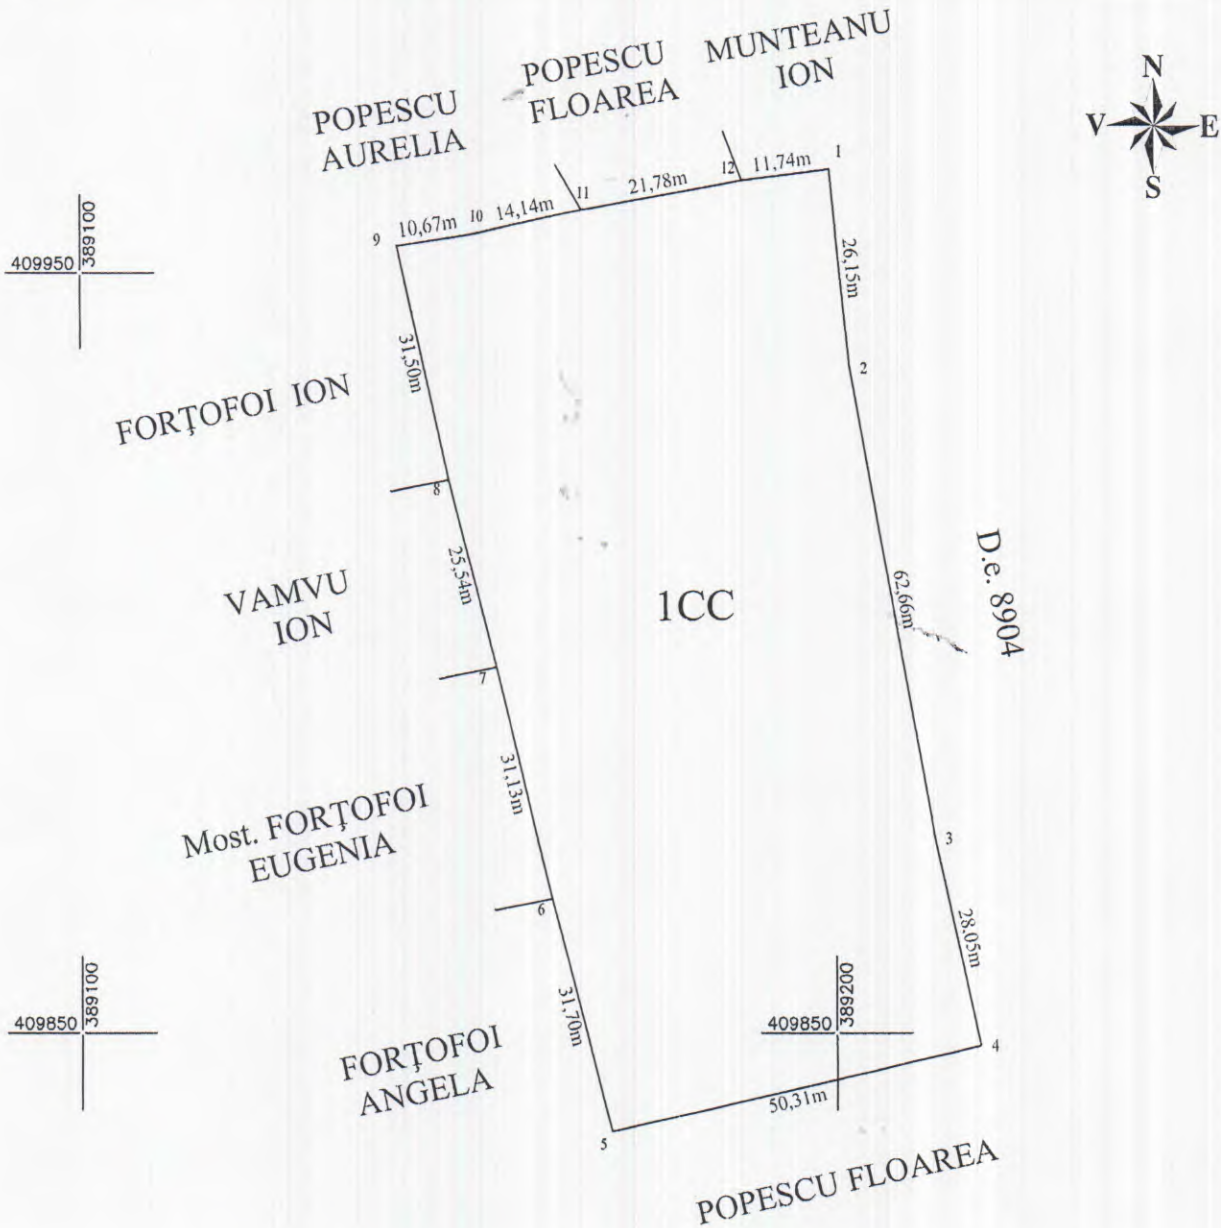 MUNTEANU
ION
POPESCU
FLOAREA
POPESCU
AURELIA
N
V E
S
9 10,67m 10 14,14m 11 21,78m 12 11,74m 1
409950 389100
31,50m
26,15m
2
FORŢOFOI ION
8
25,54m
VAMVU
ION
1CC
62,66m
D.e. 8904
7
31,13m
Most. FORŢOFOI
EUGENIA
3
6
28,05m
409850 389100
31,70m
409850 389200
FORŢOFOI
ANGELA
4
50,31m
5
POPESCU FLOAREA